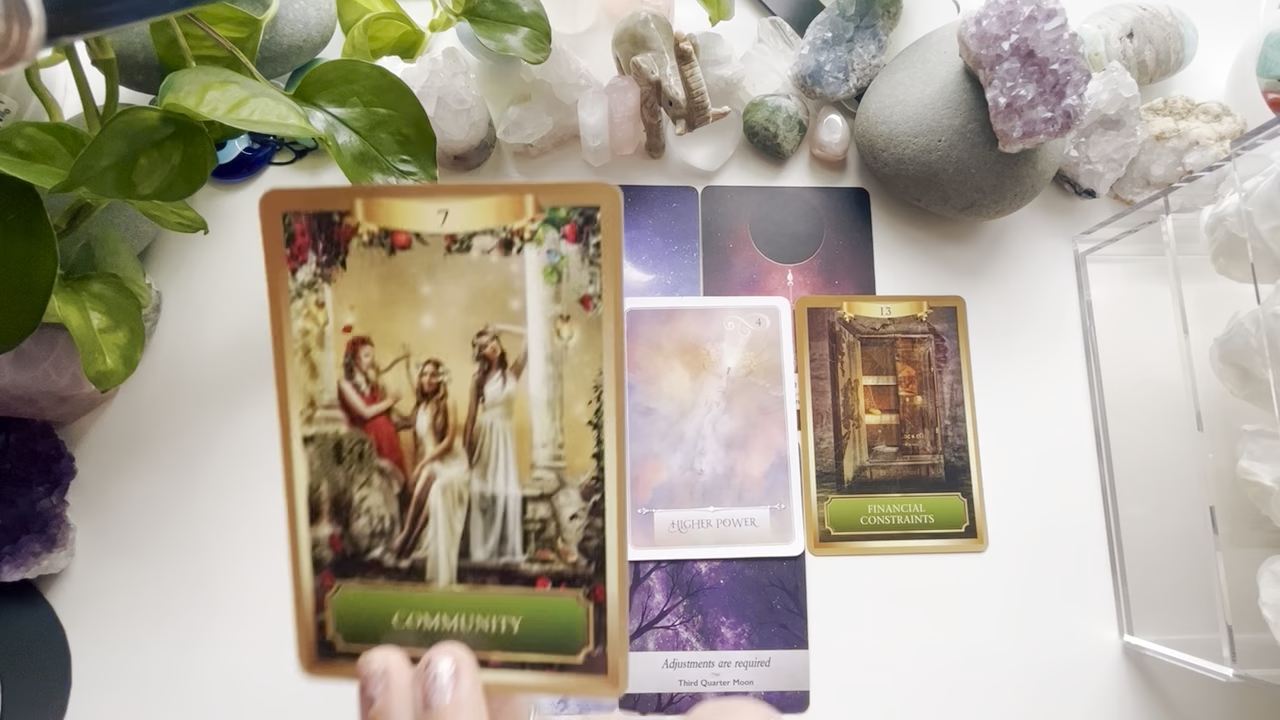 7
COMMUNITY
4
HIGHER POWER
13
FINANCIAL
CONSTRAINTS
Adjustments are required
Third Quarter Moon